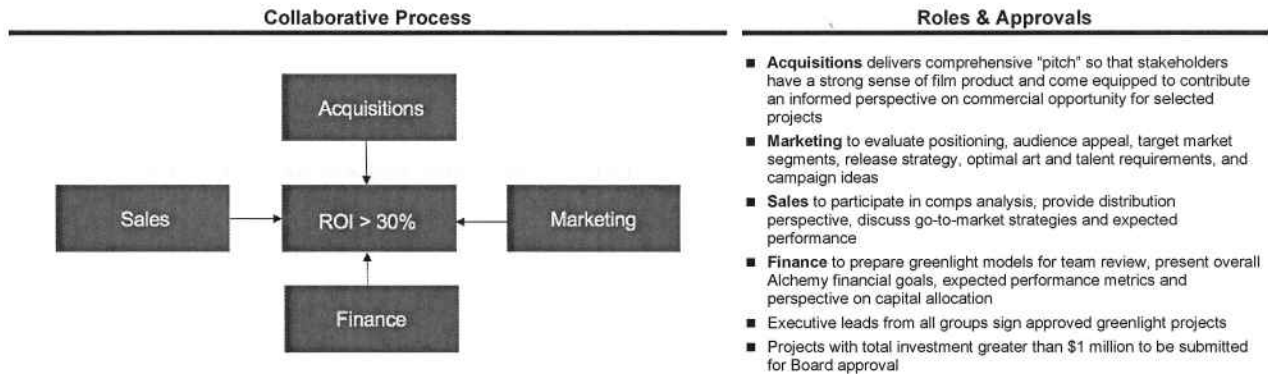 Collaborative Process
Acquisitions
Sales
ROI > 30%
Marketing
Finance
Roles & Approvals
■ Acquisitions delivers comprehensive “pitch” so that stakeholders
have a strong sense of film product and come equipped to contribute
an informed perspective on commercial opportunity for selected
projects
■ Marketing to evaluate positioning, audience appeal, target market
segments, release strategy, optimal art and talent requirements, and
campaign ideas
■ Sales to participate in comps analysis, provide distribution
perspective, discuss go-to-market strategies and expected
performance
■ Finance to prepare greenlight models for team review, present overall
Alchemy financial goals, expected performance metrics and
perspective on capital allocation
■ Executive leads from all groups sign approved greenlight projects
■ Projects with total investment greater than $1 million to be submitted
for Board approval